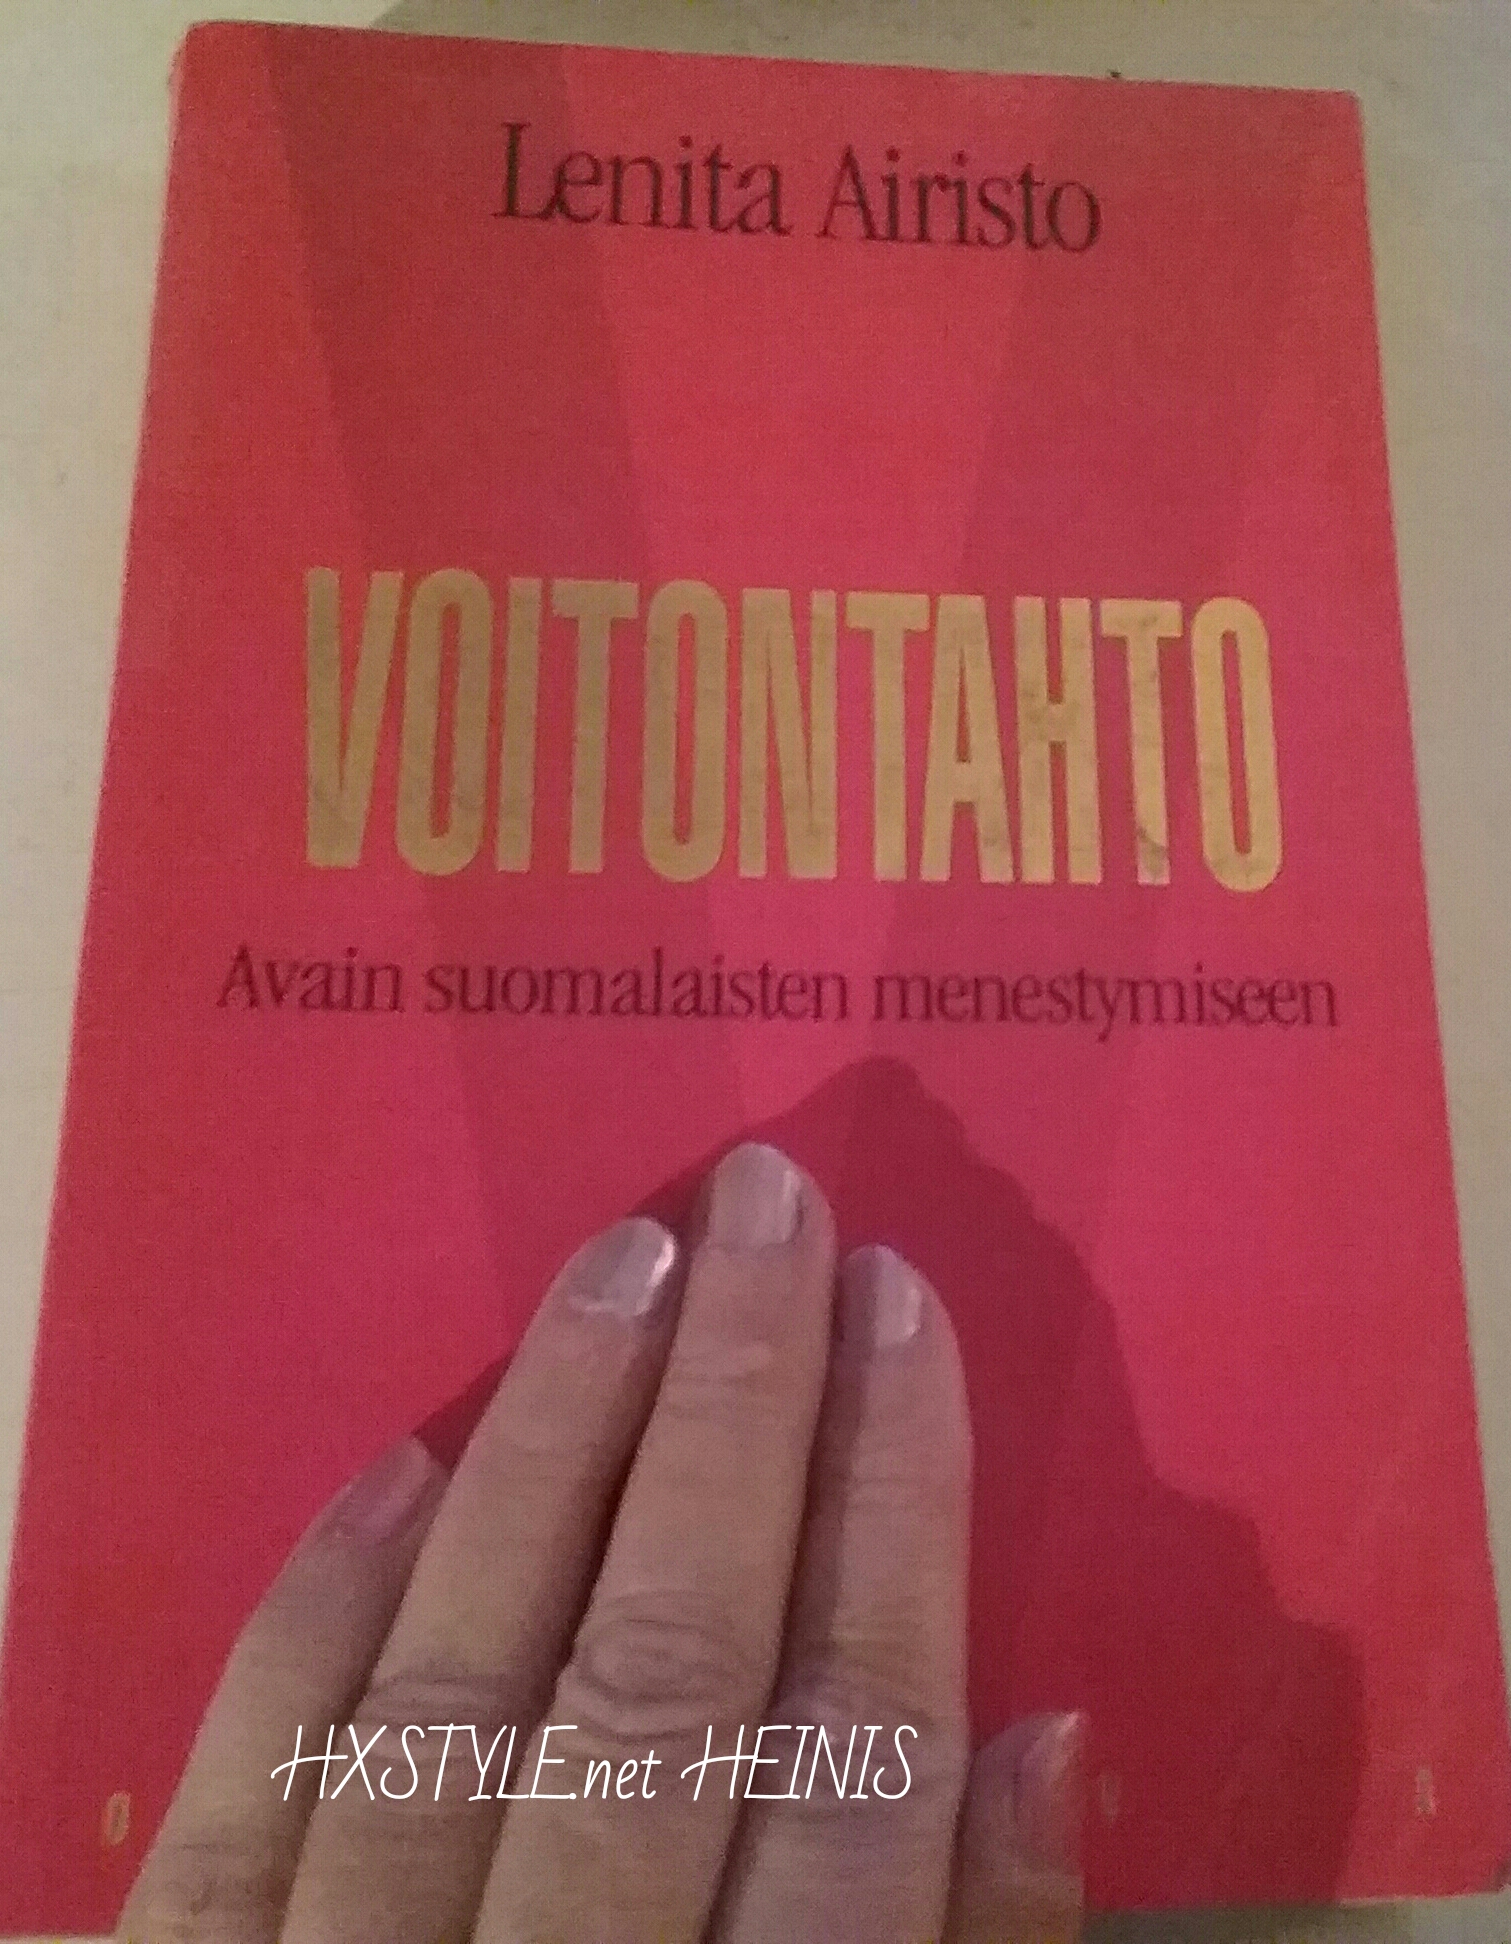 Lenita Airisto
VOITONTAHTO
Avain suomalaisten menestymiseen
HXSTYLE.net HEINIS